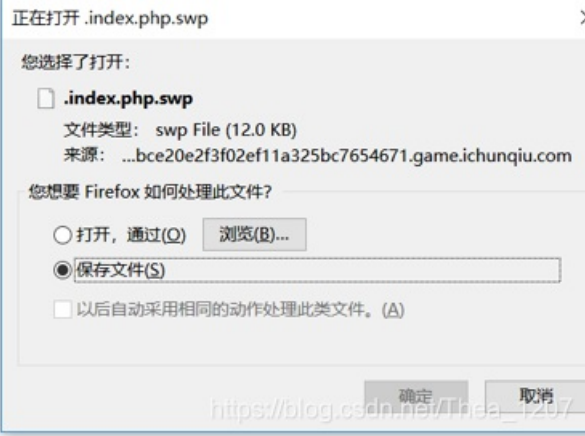 正在打开 .index.php.swp
您选择了打开：
.index.php.swp
文件类型： swp File (12.0 KB)
来源： ...bce20e2f3f02ef11a325bc7654671.game.ichunqiu.com
您想要 Firefox 如何处理此文件？
打开，通过(O) 浏览(B)...
保存文件(S)
以后自动采用相同的动作处理此类文件。(A)
确定 取消
https://blog.csdn.net/Thea_1207